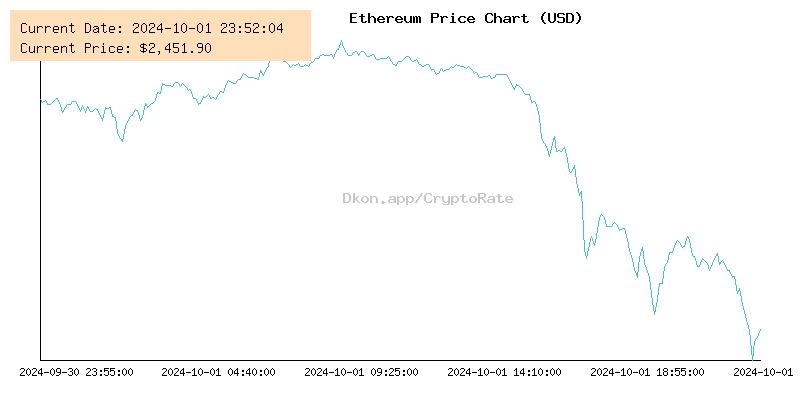 Ethereum Price Chart (USD)
Current Date: 2024-10-01 23:52:04
Current Price: $2,451.90
Dkon.app/CryptoRate
2024-09-30 23:55:00 2024-10-01 04:40:00 2024-10-01 09:25:00 2024-10-01 14:10:00 2024-10-01 18:55:00 2024-10-01